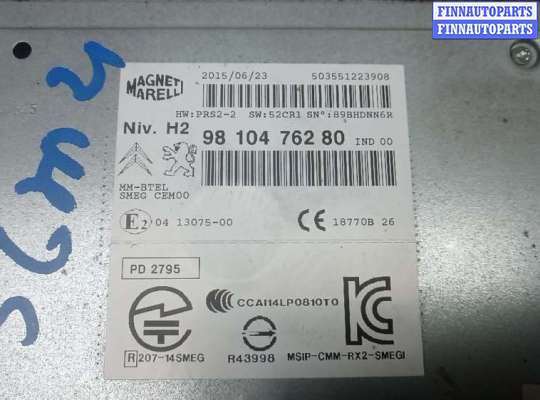 FINNAUTOPARTS
FINNAUTOPARTS
FINNAUTOPARTS
MAGNETI
MARELLI
2015/06/23 503551223908
HW:PRS2-2 SW:52CR1 SN°:89BHDNN6R
Niv. H2
98 104 762 80 IND 00
MM-BTEL
SMEG CEM00
E2 04 13075-00 CE 18770B 26
PD 2795
CCAI14LP0810T0
R 207-14SMEG R43998 MSIP-CMM-RX2-SMEGI